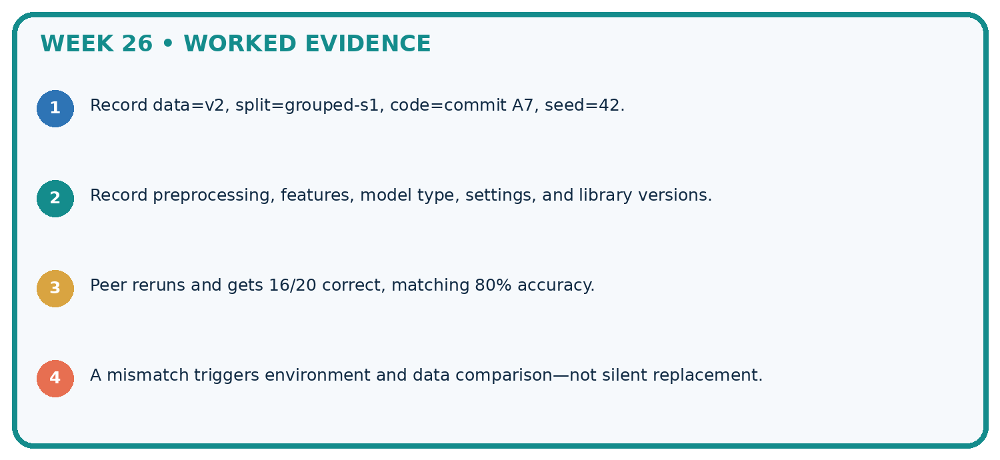 WEEK 26 • WORKED EVIDENCE
1 Record data=v2, split=grouped-s1, code=commit A7, seed=42.
2 Record preprocessing, features, model type, settings, and library versions.
3 Peer reruns and gets 16/20 correct, matching 80% accuracy.
4 A mismatch triggers environment and data comparison—not silent replacement.